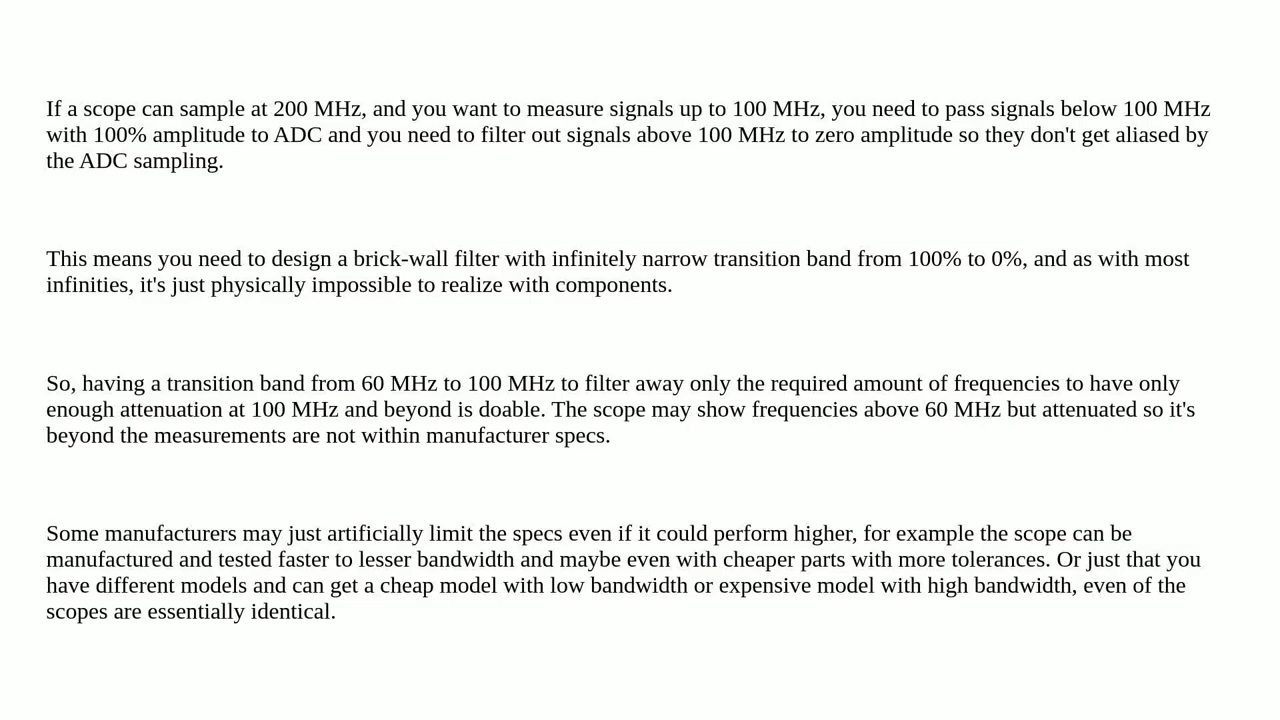 If a scope can sample at 200 MHz, and you want to measure signals up to 100 MHz, you need to pass signals below 100 MHz
with 100% amplitude to ADC and you need to filter out signals above 100 MHz to zero amplitude so they don't get aliased by
the ADC sampling.
This means you need to design a brick-wall filter with infinitely narrow transition band from 100% to 0%, and as with most
infinities, it's just physically impossible to realize with components.
So, having a transition band from 60 MHz to 100 MHz to filter away only the required amount of frequencies to have only
enough attenuation at 100 MHz and beyond is doable. The scope may show frequencies above 60 MHz but attenuated so it's
beyond the measurements are not within manufacturer specs.
Some manufacturers may just artificially limit the specs even if it could perform higher, for example the scope can be
manufactured and tested faster to lesser bandwidth and maybe even with cheaper parts with more tolerances. Or just that you
have different models and can get a cheap model with low bandwidth or expensive model with high bandwidth, even of the
scopes are essentially identical.